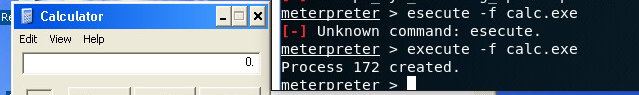 Calculator
Edit View Help
0.
meterpreter > esecute -f calc.exe
[-] Unknown command: esecute.
meterpreter > execute -f calc.exe
Process 172 created.
meterpreter >